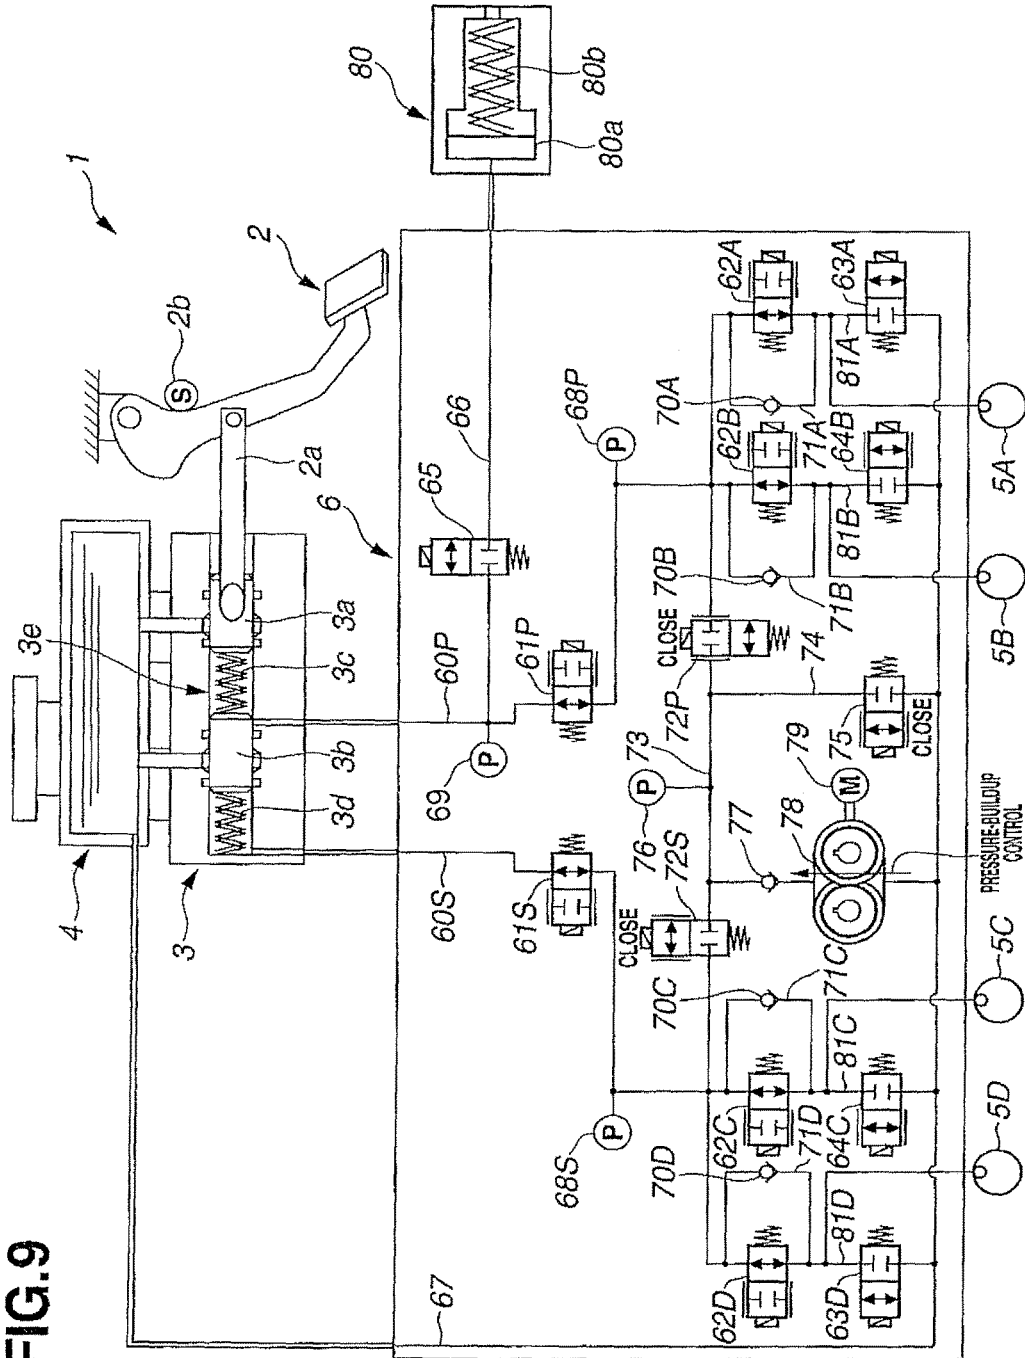 FIG.9
1
2
2b
2a
80
80b
80a
4
3
3e
3a
3c
3b
3d
S
6
65
66
60P
60S
61P
61S
69
P
68P
P
68S
P
76
P
73
72P
CLOSE
72S
CLOSE
74
75
CLOSE
77
78
79
M
PRESSURE-BUILDUP
CONTROL
70A
70B
70C
70D
71A
71B
71C
71D
62A
62B
62C
62D
63A
64B
64C
63D
81A
81B
81C
81D
5A
5B
5C
5D
67